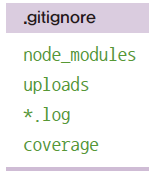 .gitignore
node_modules
uploads
*.log
coverage